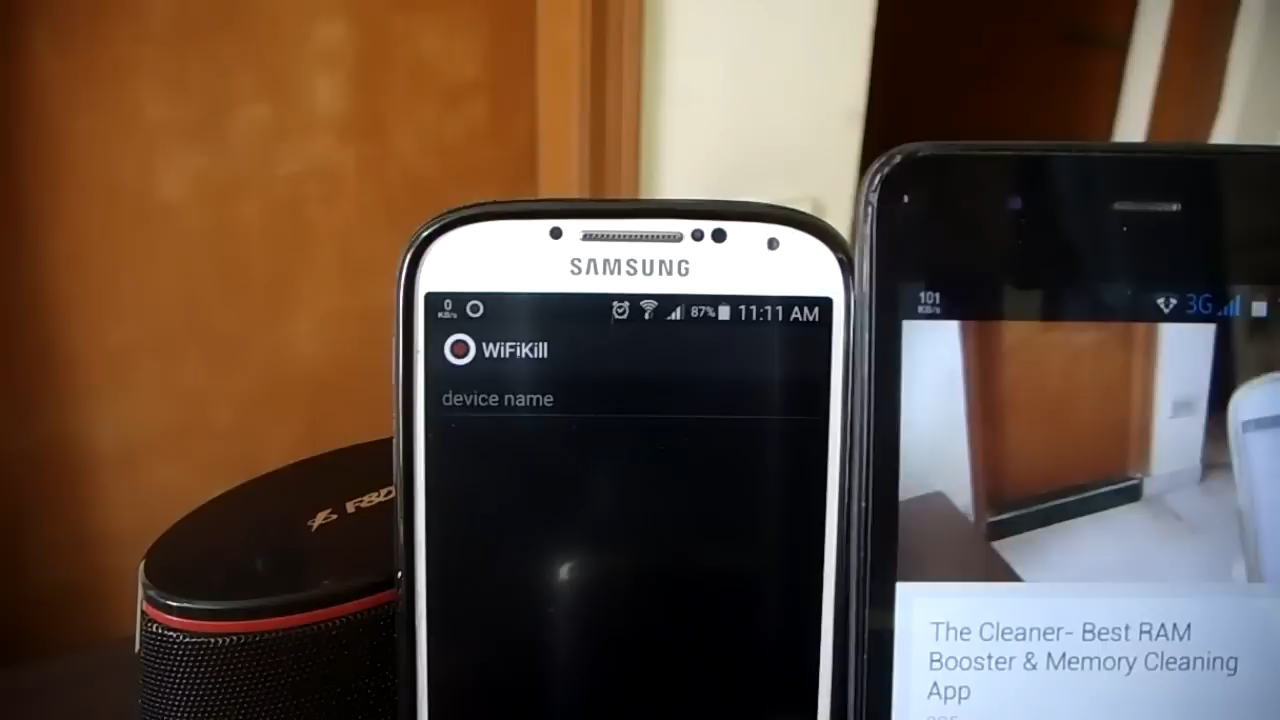 SAMSUNG
0
KB/s
87%
11:11 AM
WiFiKill
device name
F&D
101
KB/s
3G
The Cleaner- Best RAM
Booster & Memory Cleaning
App